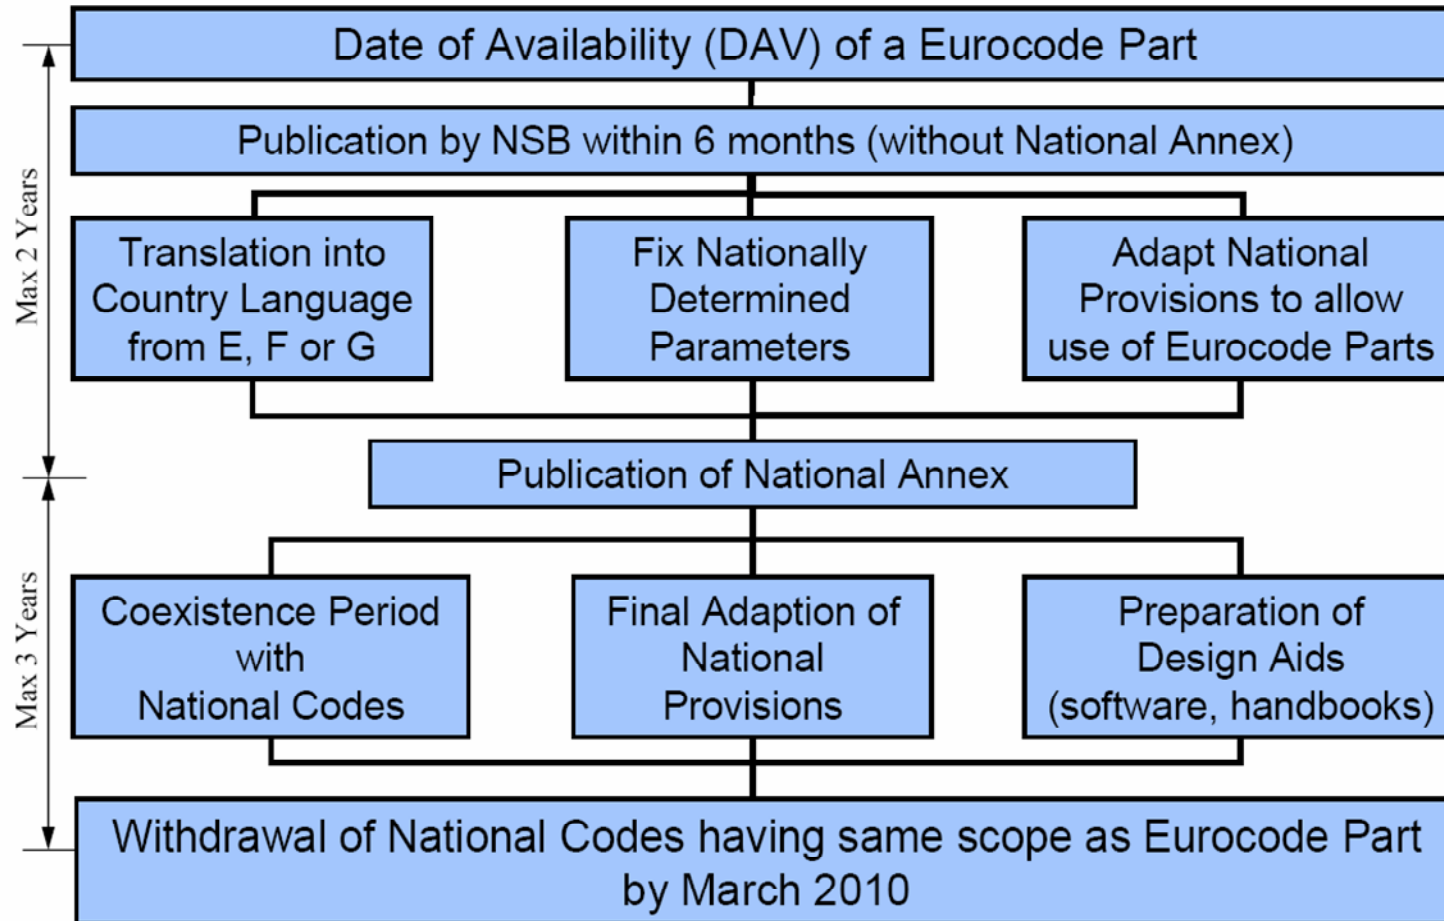 Date of Availability (DAV) of a Eurocode Part
Publication by NSB within 6 months (without National Annex)
Max 2 Years
Translation into
Country Language
from E, F or G
Fix Nationally
Determined
Parameters
Adapt National
Provisions to allow
use of Eurocode Parts
Publication of National Annex
Max 3 Years
Coexistence Period
with
National Codes
Final Adaption of
National
Provisions
Preparation of
Design Aids
(software, handbooks)
Withdrawal of National Codes having same scope as Eurocode Part
by March 2010